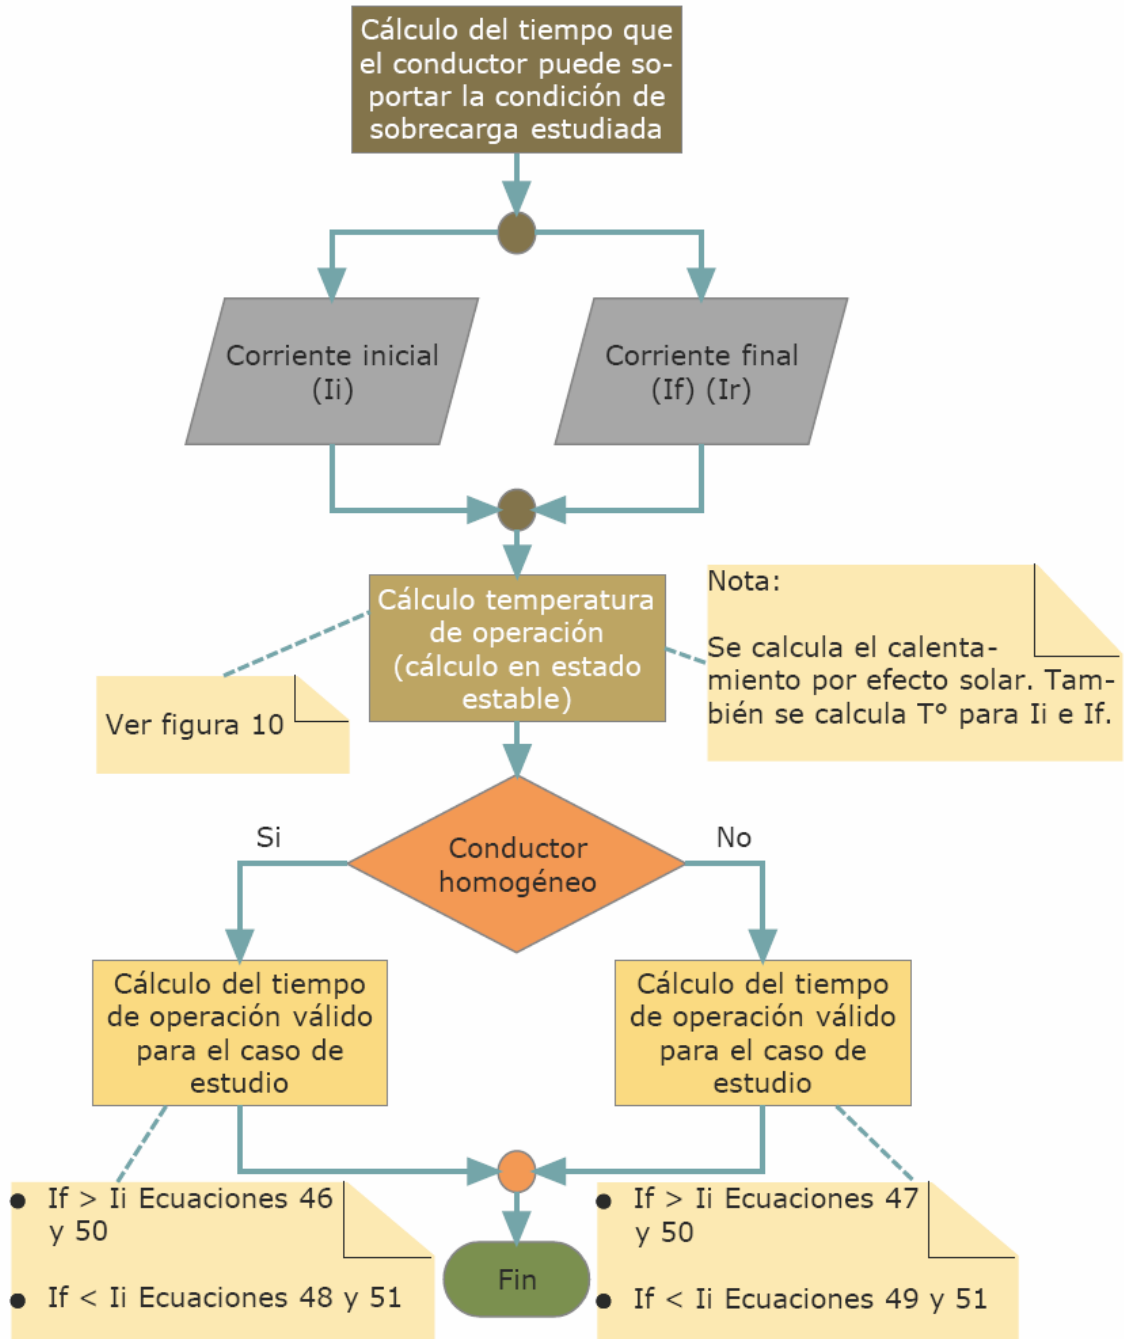 Cálculo del tiempo que
el conductor puede so-
portar la condición de
sobrecarga estudiada
Corriente inicial
(Ii)
Corriente final
(If) (Ir)
Cálculo temperatura
de operación
(cálculo en estado
estable)
Ver figura 10
Nota:
Se calcula el calenta-
miento por efecto solar. Tam-
bién se calcula T° para Ii e If.
Conductor
homogéneo
Si
No
Cálculo del tiempo
de operación válido
para el caso de
estudio
Cálculo del tiempo
de operación válido
para el caso de
estudio
● If > Ii Ecuaciones 46
y 50
● If < Ii Ecuaciones 48 y 51
● If > Ii Ecuaciones 47
y 50
● If < Ii Ecuaciones 49 y 51
Fin